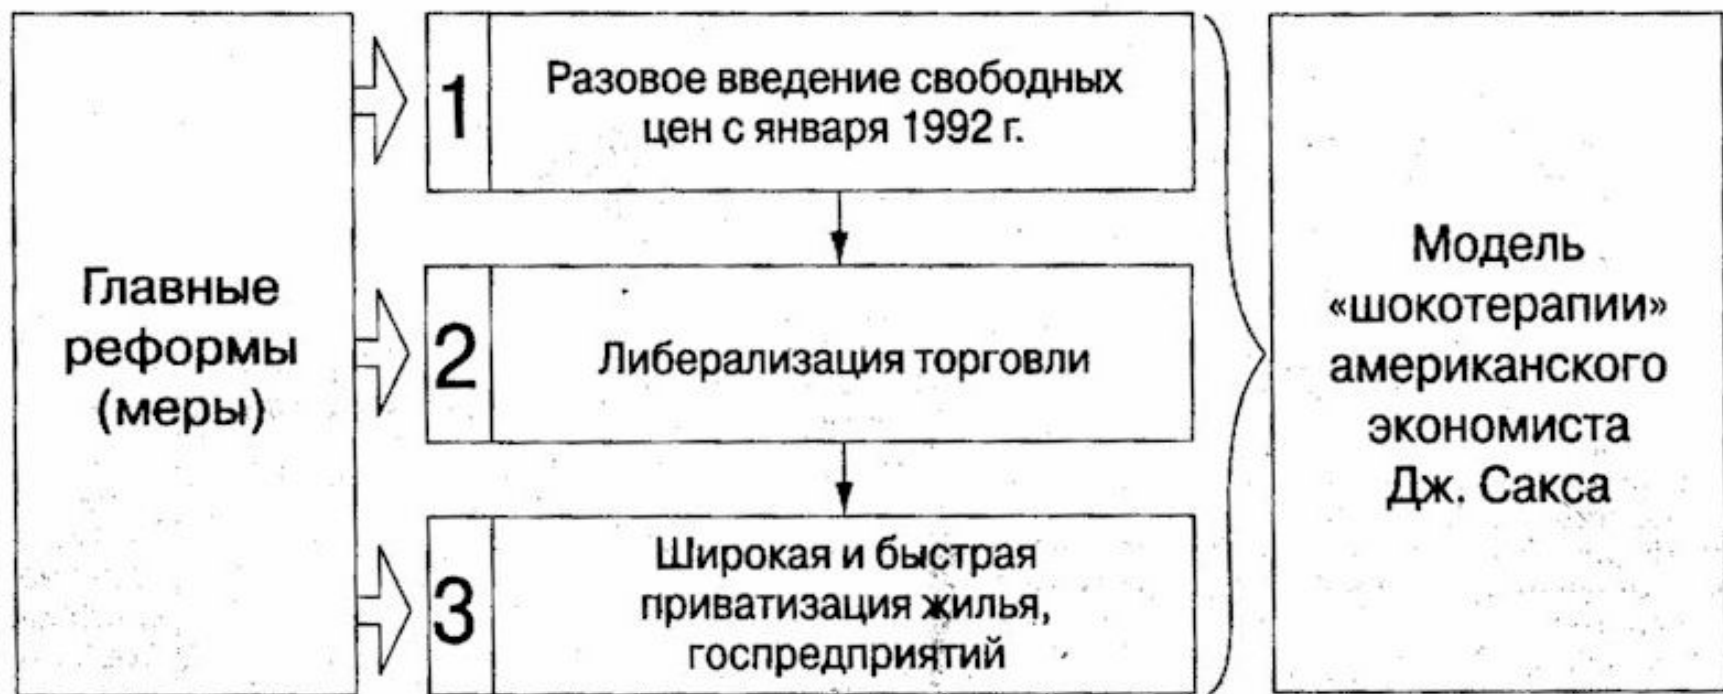 Главные
реформы
(меры)
1
Разовое введение свободных
цен с января 1992 г.
2
Либерализация торговли
3
Широкая и быстрая
приватизация жилья,
госпредприятий
Модель
«шокотерапии»
американского
экономиста
Дж. Сакса